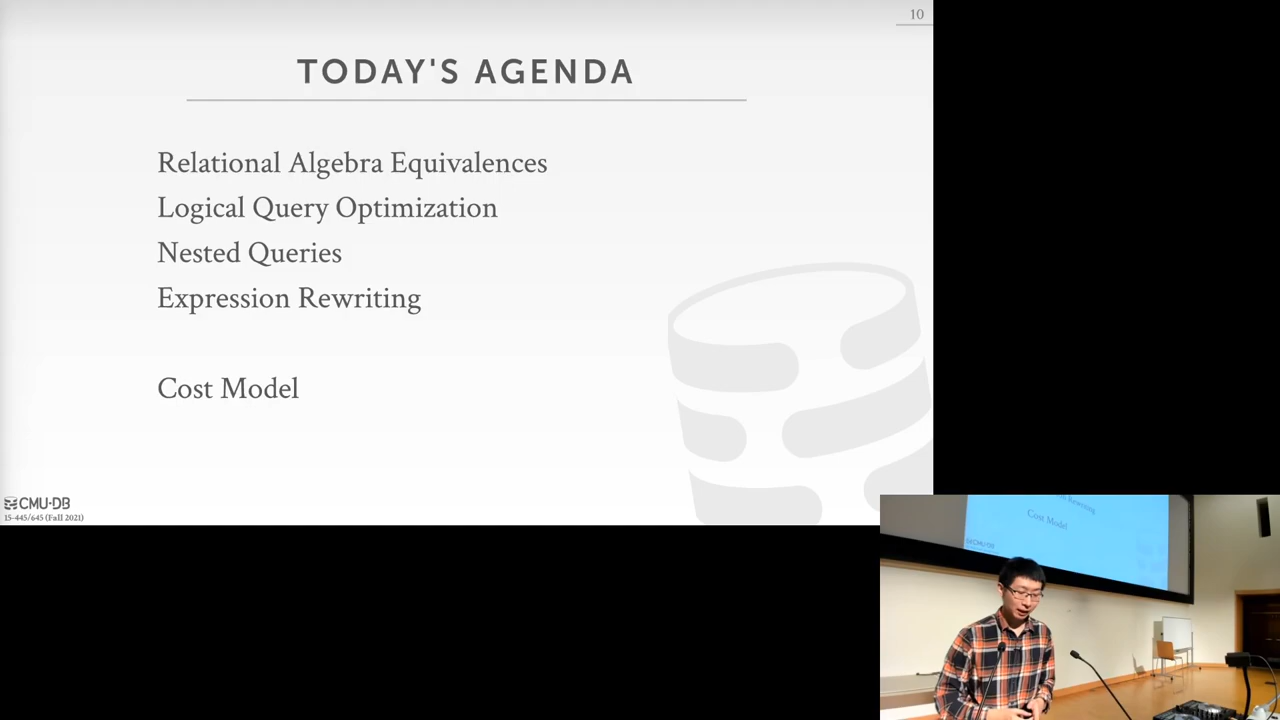 10
TODAY'S AGENDA
Relational Algebra Equivalences
Logical Query Optimization
Nested Queries
Expression Rewriting
Cost Model
CMU·DB
15-445/645 (Fall 2021)
Rewriting
Cost Model